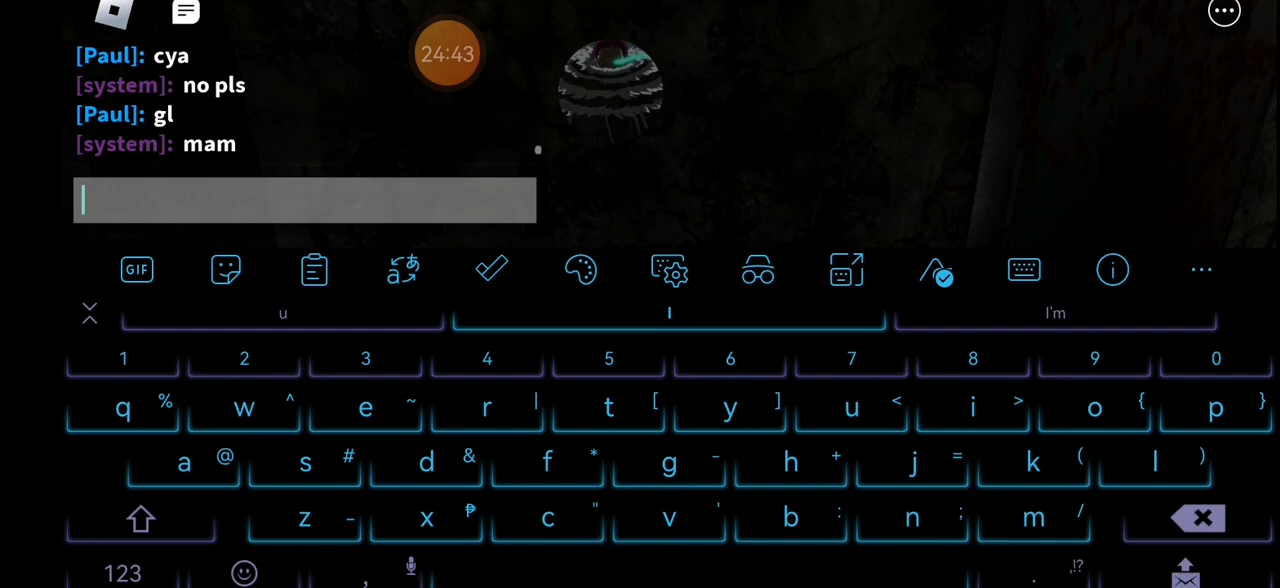 [Paul]: cya
24:43
[system]: no pls
[Paul]: gl
[system]: mam
GIF
u I I'm
1 2 3 4 5 6 7 8 9 0
q % w ^ e ~ r | t [ y ] u < i > o { p }
a @ s # d & f * g - h + j = k ( l )
z _ x ₱ c " v ' b : n ; m /
123 , . ,!?